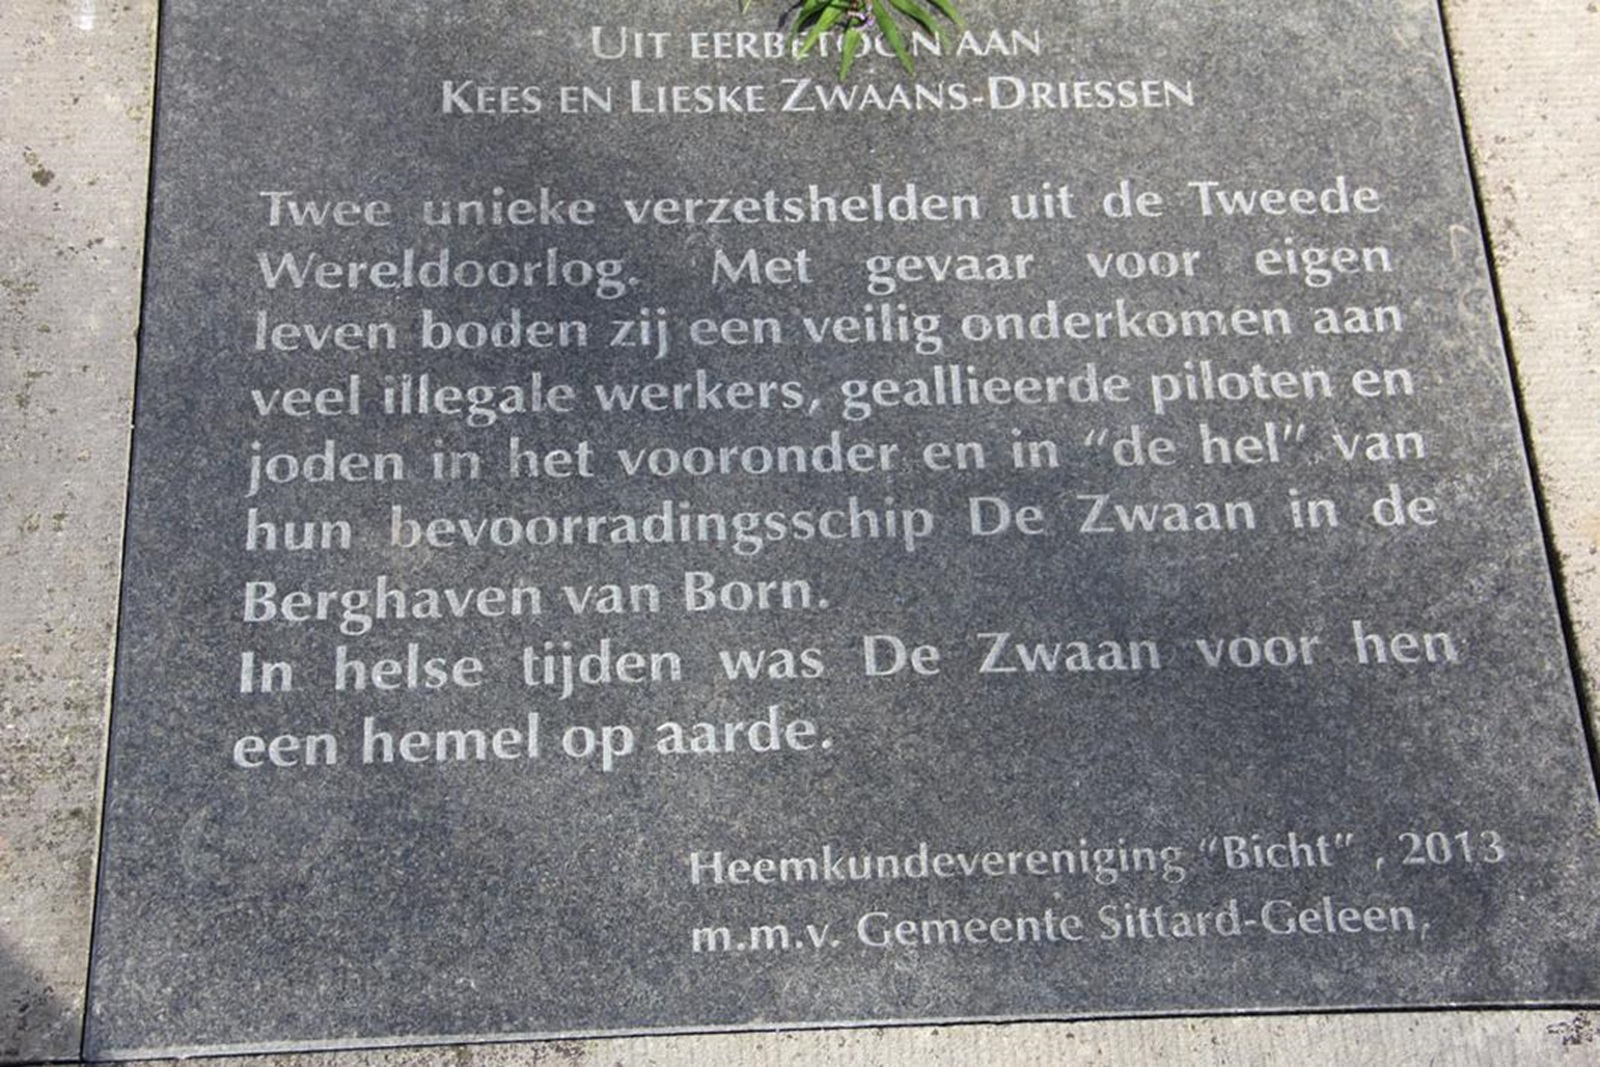 UIT EERBETOON AAN
KEES EN LIESKE ZWAANS-DRIESSEN
Twee unieke verzetshelden uit de Tweede
Wereldoorlog. Met gevaar voor eigen
leven boden zij een veilig onderkomen aan
veel illegale werkers, geallieerde piloten en
joden in het vooronder en in “de hel” van
hun bevoorradingsschip De Zwaan in de
Berghaven van Born.
In helse tijden was De Zwaan voor hen
een hemel op aarde.
Heemkundevereniging “Bicht” , 2013
m.m.v. Gemeente Sittard-Geleen,